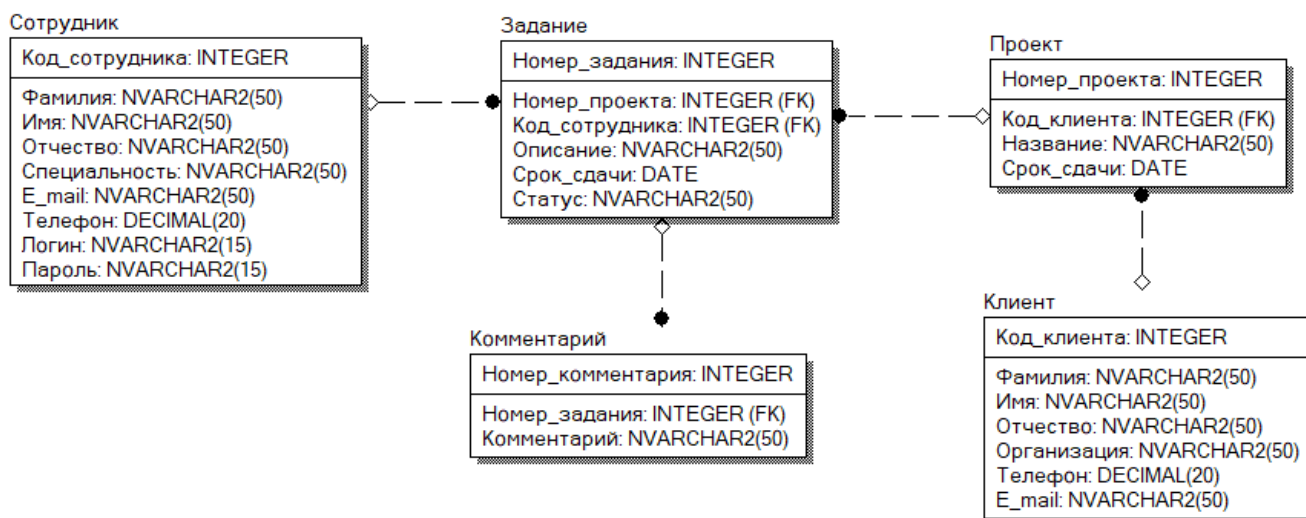 Сотрудник
Код_сотрудника: INTEGER
Фамилия: NVARCHAR2(50)
Имя: NVARCHAR2(50)
Отчество: NVARCHAR2(50)
Специальность: NVARCHAR2(50)
E_mail: NVARCHAR2(50)
Телефон: DECIMAL(20)
Логин: NVARCHAR2(15)
Пароль: NVARCHAR2(15)
Задание
Номер_задания: INTEGER
Номер_проекта: INTEGER (FK)
Код_сотрудника: INTEGER (FK)
Описание: NVARCHAR2(50)
Срок_сдачи: DATE
Статус: NVARCHAR2(50)
Проект
Номер_проекта: INTEGER
Код_клиента: INTEGER (FK)
Название: NVARCHAR2(50)
Срок_сдачи: DATE
Комментарий
Номер_комментария: INTEGER
Номер_задания: INTEGER (FK)
Комментарий: NVARCHAR2(50)
Клиент
Код_клиента: INTEGER
Фамилия: NVARCHAR2(50)
Имя: NVARCHAR2(50)
Отчество: NVARCHAR2(50)
Организация: NVARCHAR2(50)
Телефон: DECIMAL(20)
E_mail: NVARCHAR2(50)